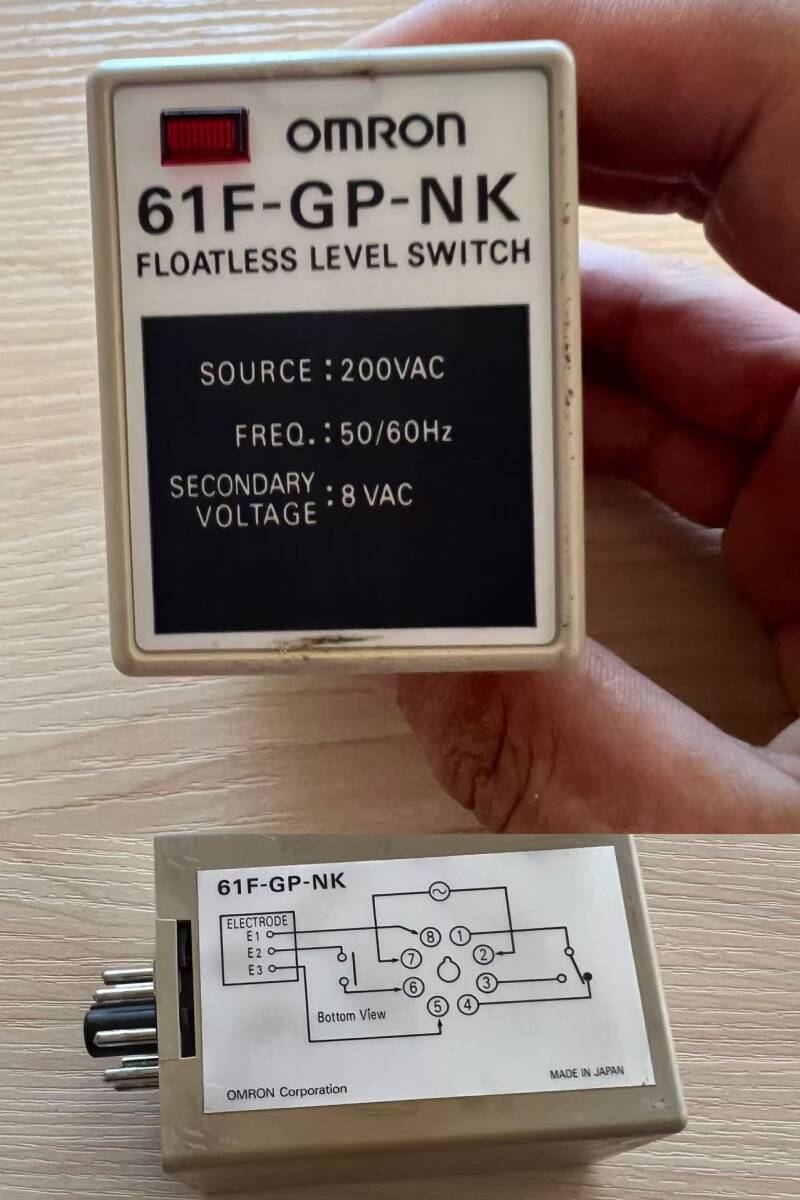 OMRON
61F-GP-NK
FLOATLESS LEVEL SWITCH
SOURCE : 200VAC
FREQ. : 50/60Hz
SECONDARY VOLTAGE : 8 VAC
61F-GP-NK
ELECTRODE
E1
E2
E3
8 1
7 2
6 3
5 4
Bottom View
MADE IN JAPAN
OMRON Corporation